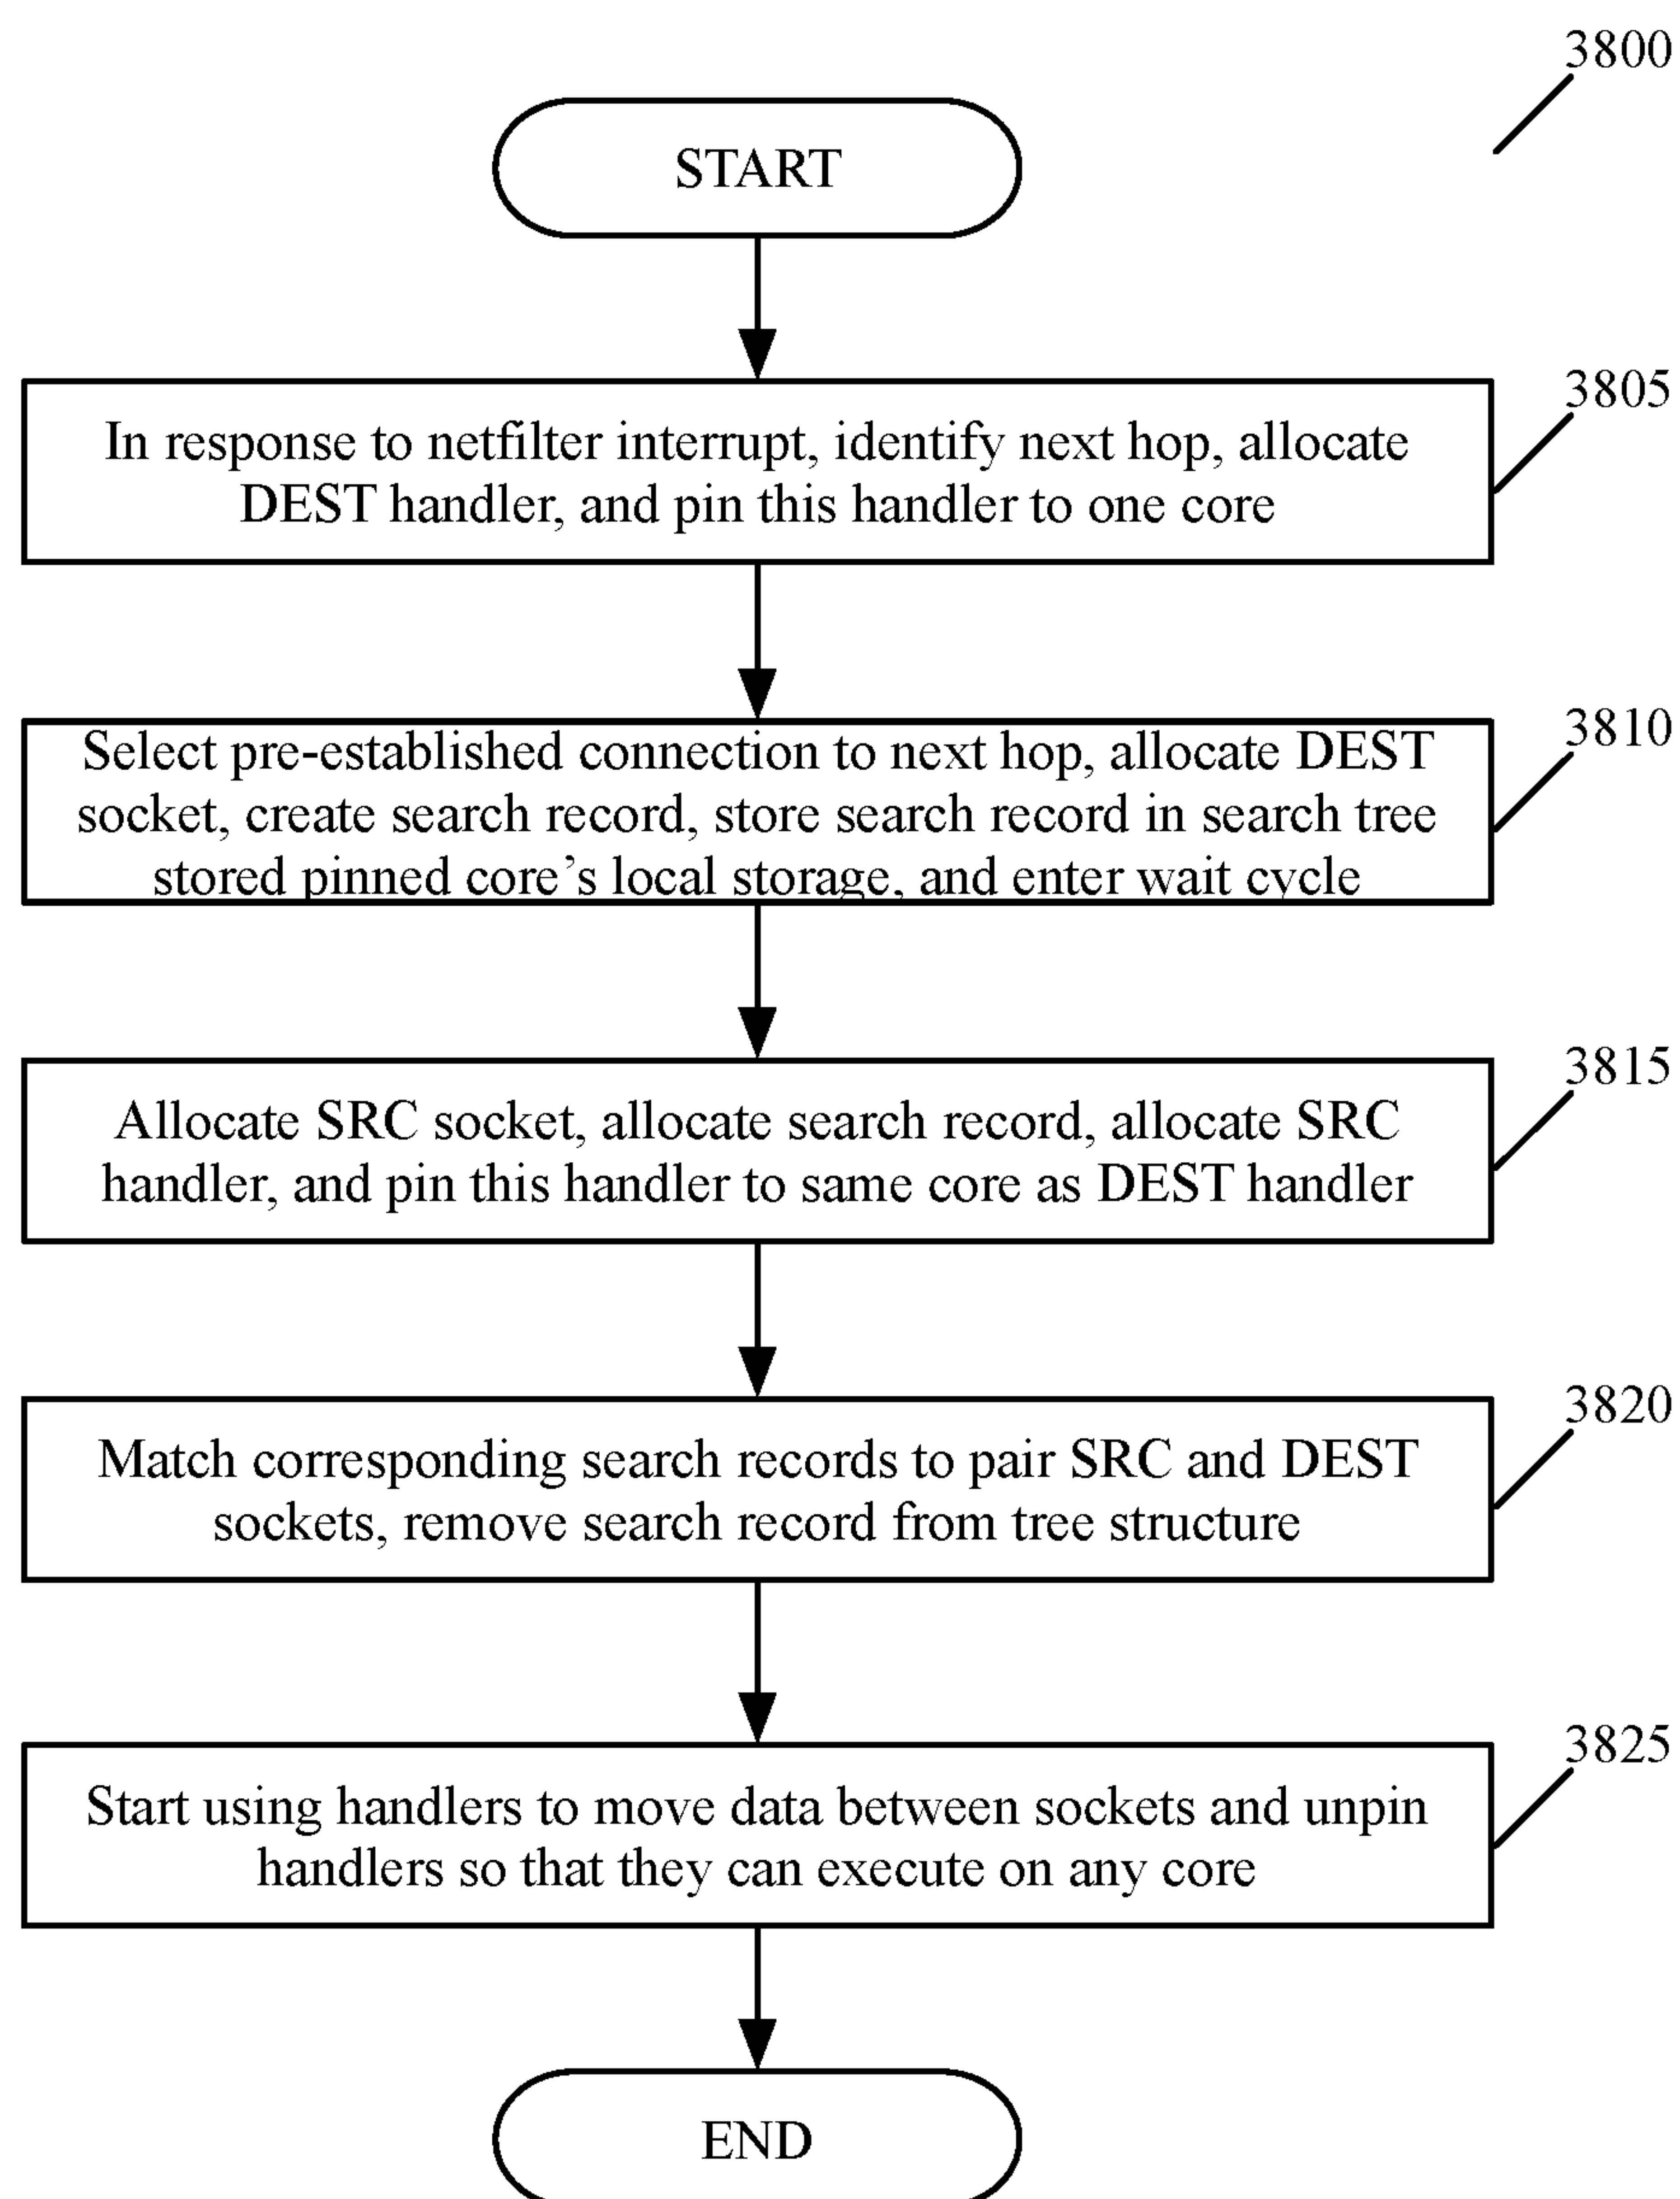 3800
START
3805
In response to netfilter interrupt, identify next hop, allocate
DEST handler, and pin this handler to one core
3810
Select pre-established connection to next hop, allocate DEST
socket, create search record, store search record in search tree
stored pinned core’s local storage, and enter wait cycle
3815
Allocate SRC socket, allocate search record, allocate SRC
handler, and pin this handler to same core as DEST handler
3820
Match corresponding search records to pair SRC and DEST
sockets, remove search record from tree structure
3825
Start using handlers to move data between sockets and unpin
handlers so that they can execute on any core
END